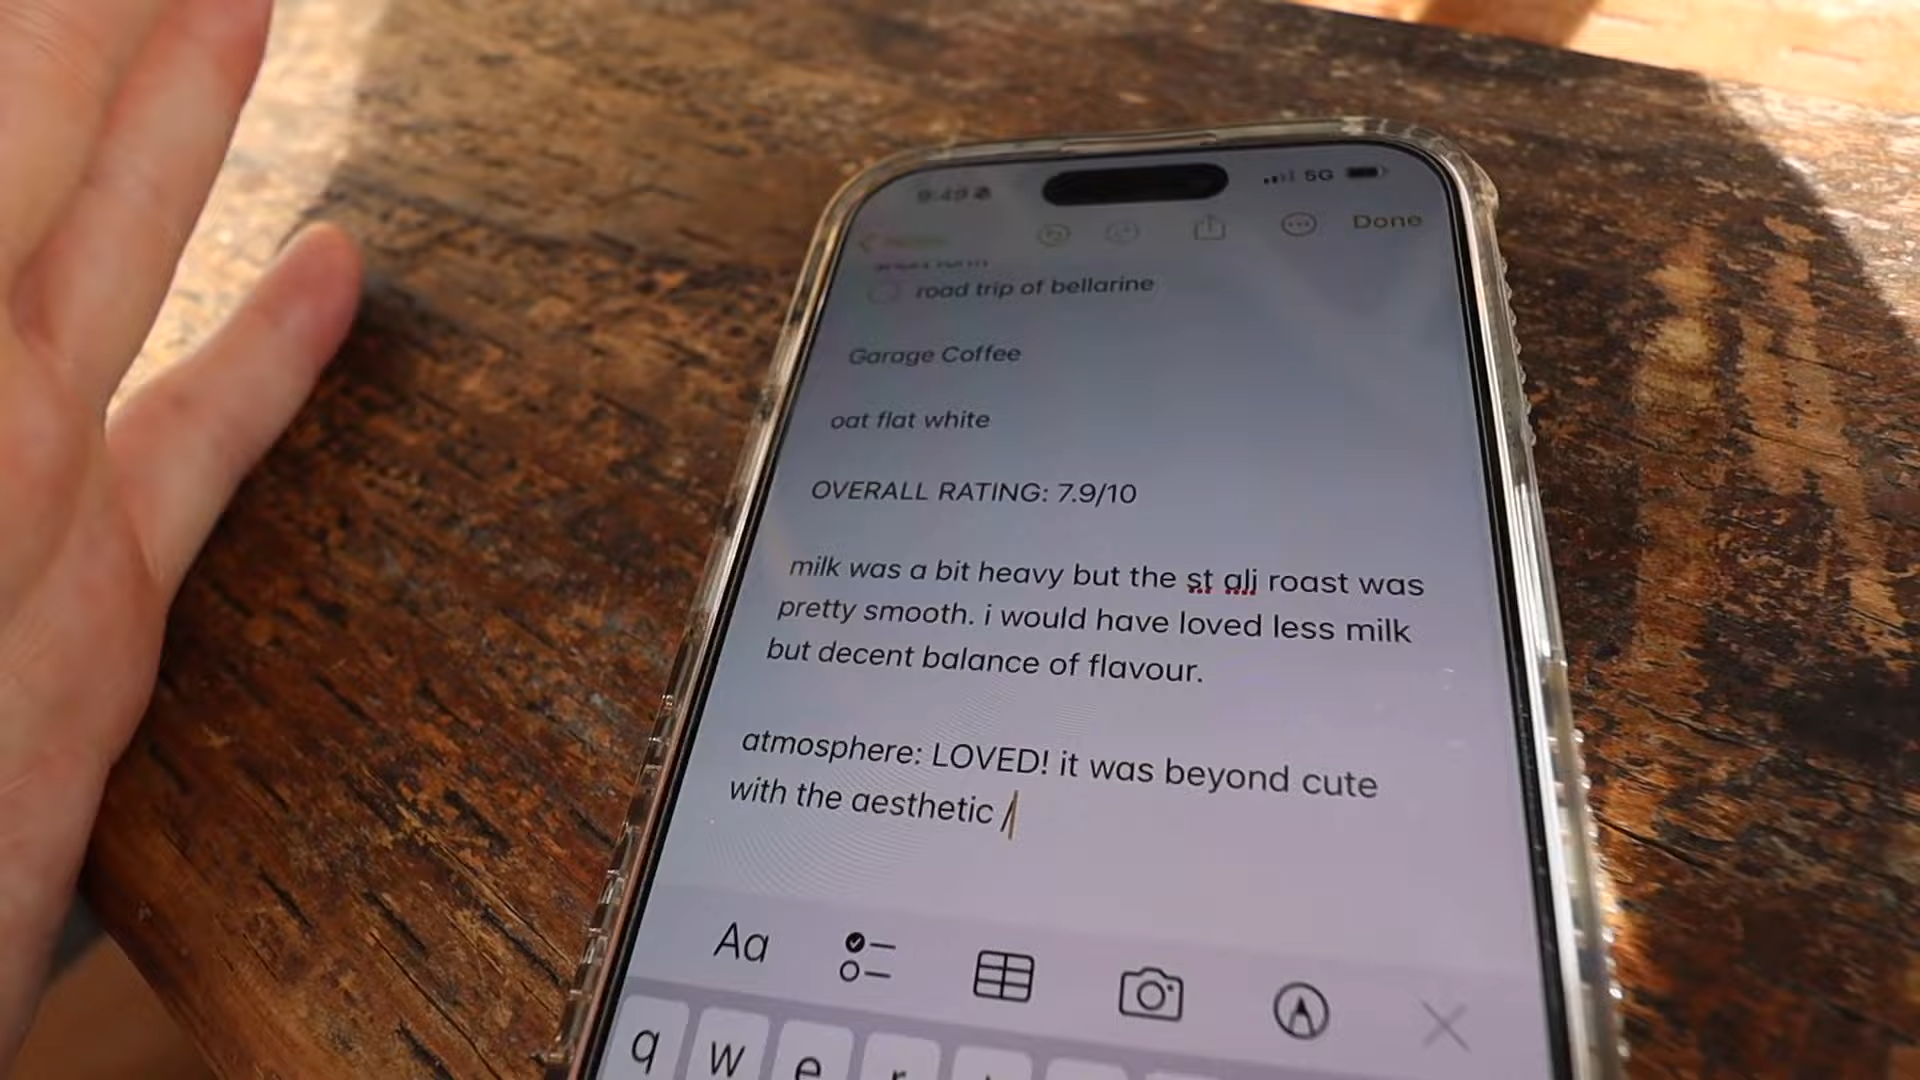 9:49
5G
Done
road trip of bellarine
Garage Coffee
oat flat white
OVERALL RATING: 7.9/10
milk was a bit heavy but the st ali roast was
pretty smooth. i would have loved less milk
but decent balance of flavour.
atmosphere: LOVED! it was beyond cute
with the aesthetic /
Aa
q w e r